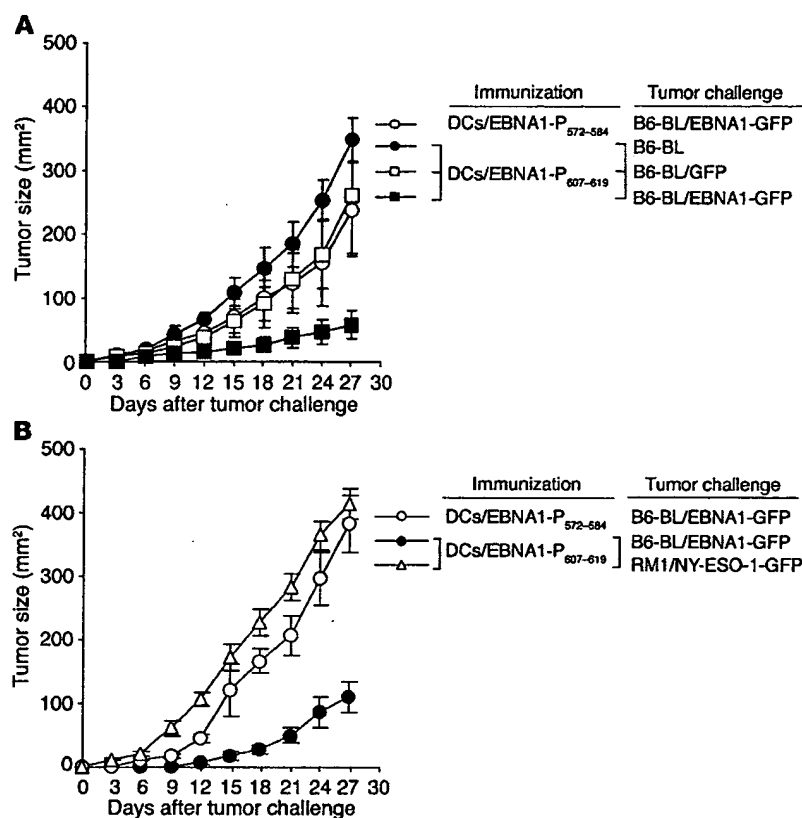 A
500
400
300
200
100
0
Tumor size (mm²)
0 3 6 9 12 15 18 21 24 27 30
Days after tumor challenge
Immunization Tumor challenge
DCs/EBNA1-P572–584 B6-BL/EBNA1-GFP
B6-BL
DCs/EBNA1-P607–619 B6-BL/GFP
B6-BL/EBNA1-GFP
B
500
400
300
200
100
0
Tumor size (mm²)
0 3 6 9 12 15 18 21 24 27 30
Days after tumor challenge
Immunization Tumor challenge
DCs/EBNA1-P572–584 B6-BL/EBNA1-GFP
DCs/EBNA1-P607–619 B6-BL/EBNA1-GFP
RM1/NY-ESO-1-GFP